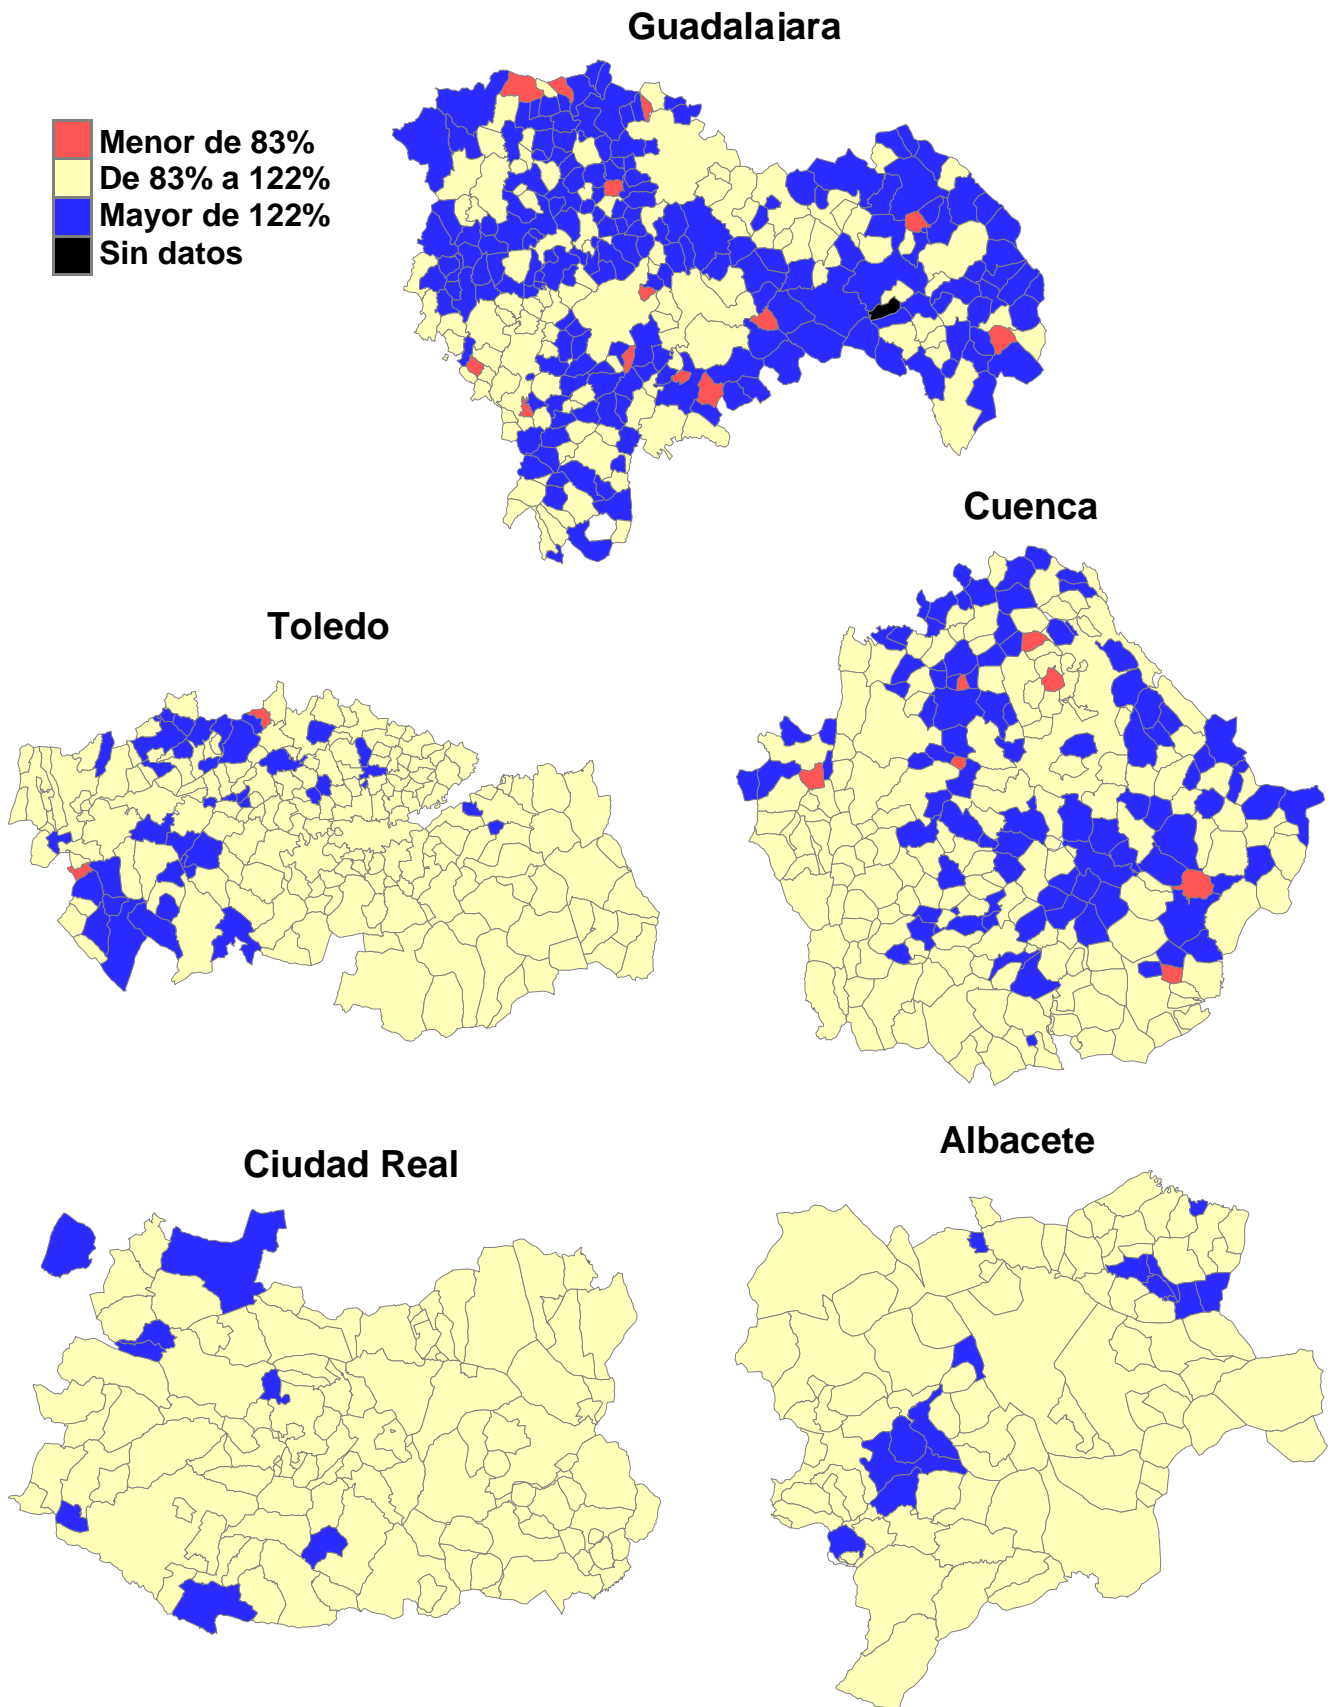 Guadalajara
Menor de 83%
De 83% a 122%
Mayor de 122%
Sin datos
Cuenca
Toledo
Albacete
Ciudad Real